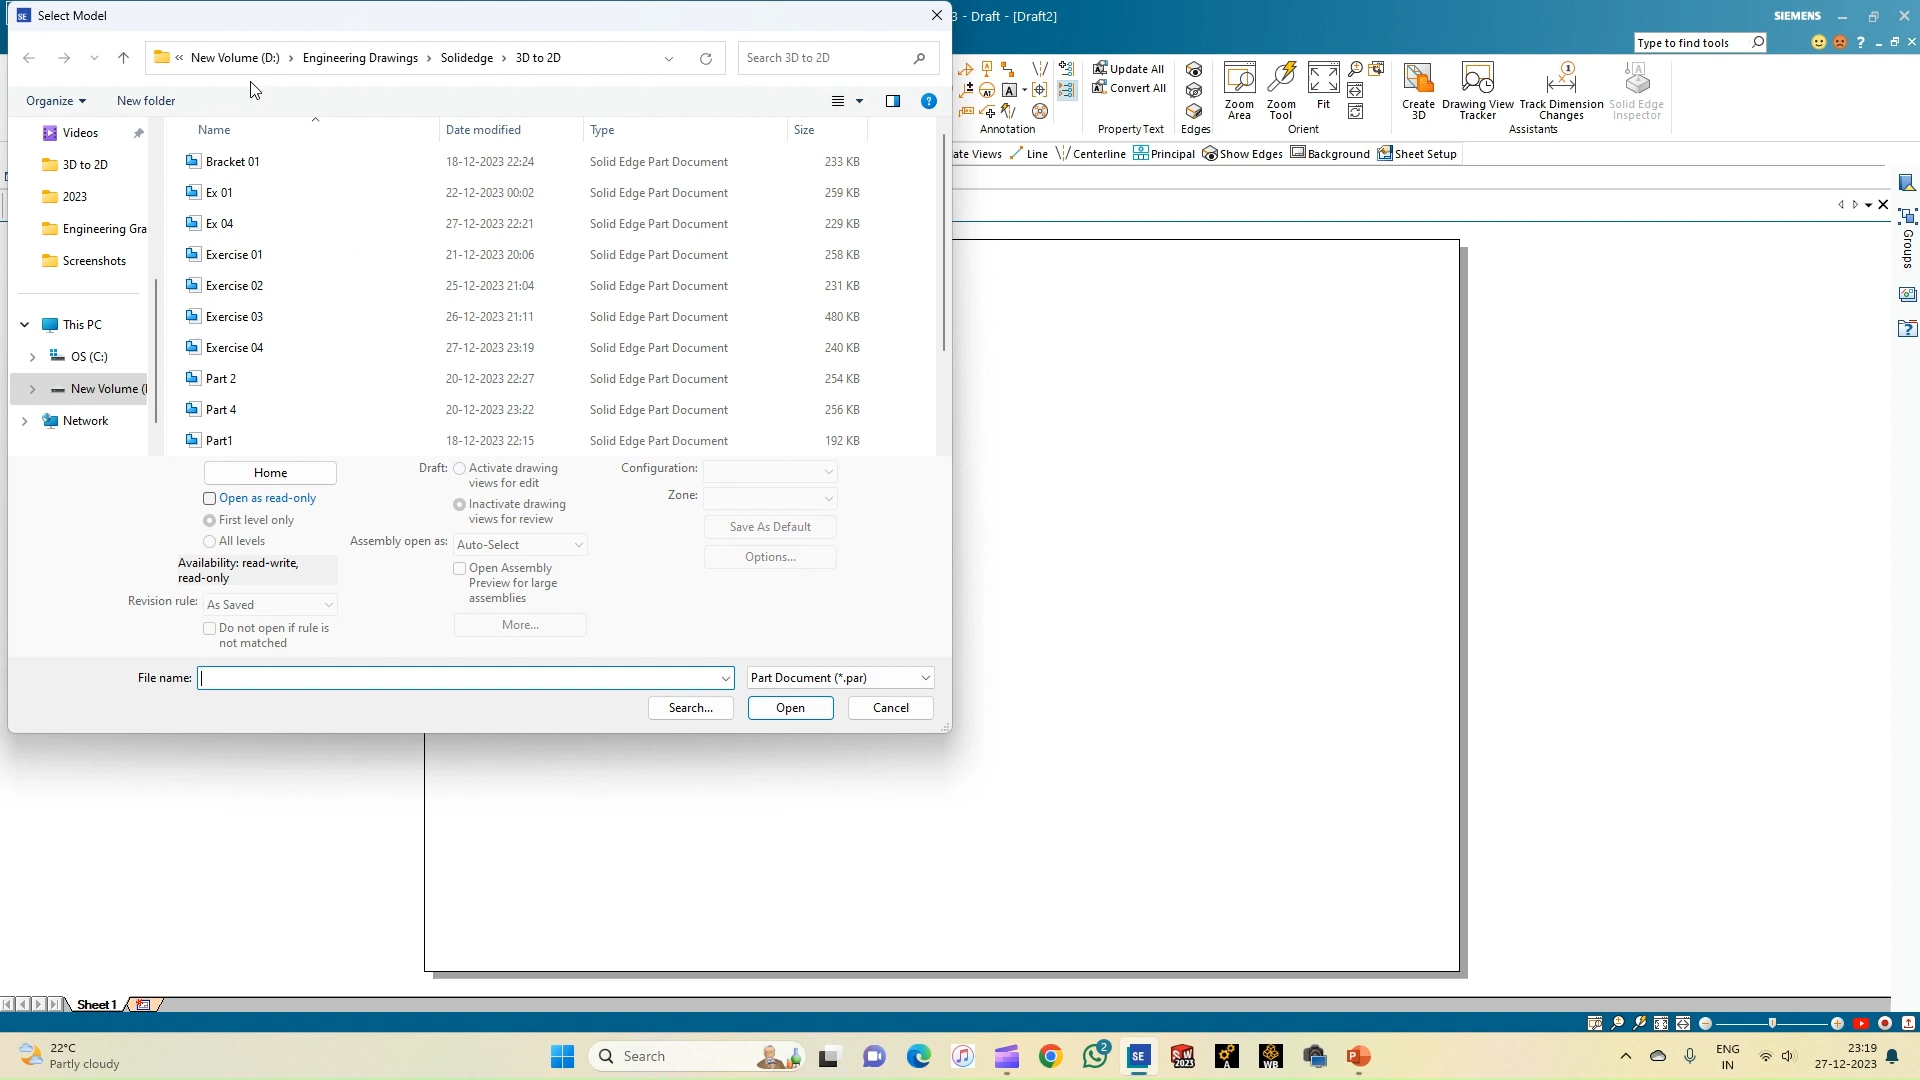 Select Model
3 - Draft - [Draft2]
SIEMENS
Type to find tools
« New Volume (D:) › Engineering Drawings › Solidedge › 3D to 2D
Search 3D to 2D
Organize
New folder
Update All
Convert All
Annotation
Property Text
Edges
Zoom Area
Zoom Tool
Fit
Orient
Create 3D
Drawing View Tracker
Track Dimension Changes
Solid Edge Inspector
Assistants
ate Views
Line
Centerline
Principal
Show Edges
Background
Sheet Setup
Groups
Videos
3D to 2D
2023
Engineering Gra
Screenshots
This PC
OS (C:)
New Volume (
Network
Name Date modified Type Size
Bracket 01 18-12-2023 22:24 Solid Edge Part Document 233 KB
Ex 01 22-12-2023 00:02 Solid Edge Part Document 259 KB
Ex 04 27-12-2023 22:21 Solid Edge Part Document 229 KB
Exercise 01 21-12-2023 20:06 Solid Edge Part Document 258 KB
Exercise 02 25-12-2023 21:04 Solid Edge Part Document 231 KB
Exercise 03 26-12-2023 21:11 Solid Edge Part Document 480 KB
Exercise 04 27-12-2023 23:19 Solid Edge Part Document 240 KB
Part 2 20-12-2023 22:27 Solid Edge Part Document 254 KB
Part 4 20-12-2023 23:22 Solid Edge Part Document 256 KB
Part1 18-12-2023 22:15 Solid Edge Part Document 192 KB
Home
Open as read-only
First level only
All levels
Availability: read-write,
read-only
Revision rule: As Saved
Do not open if rule is
not matched
Draft: Activate drawing
views for edit
Inactivate drawing
views for review
Assembly open as: Auto-Select
Open Assembly
Preview for large
assemblies
More...
Configuration:
Zone:
Save As Default
Options...
File name:
Part Document (*.par)
Search...
Open
Cancel
Sheet1
22°C
Partly cloudy
Search
2
SE
SW
2023
A
WB
P
ENG
IN
23:19
27-12-2023